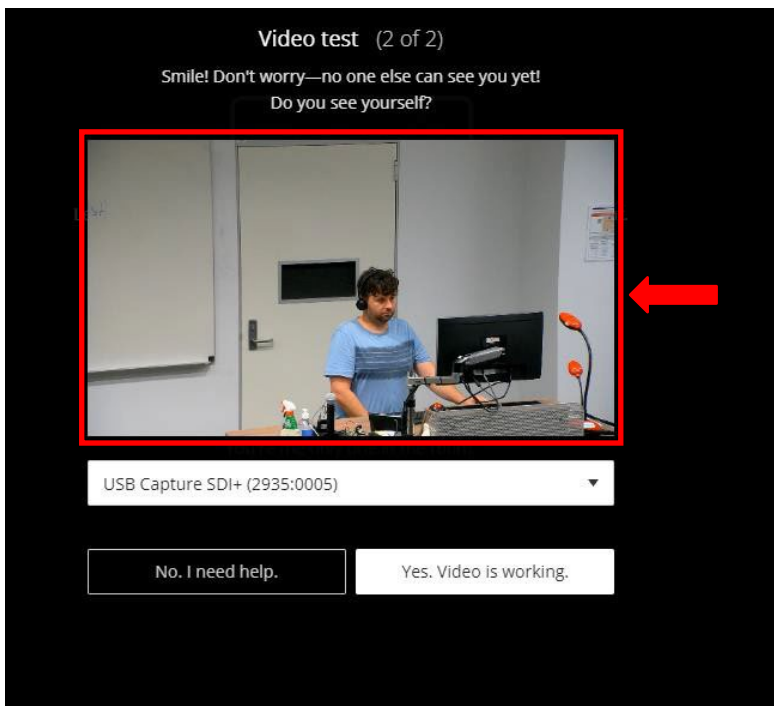 Video test (2 of 2)
Smile! Don't worry—no one else can see you yet!
Do you see yourself?
USB Capture SDI+ (2935:0005)
No. I need help.
Yes. Video is working.